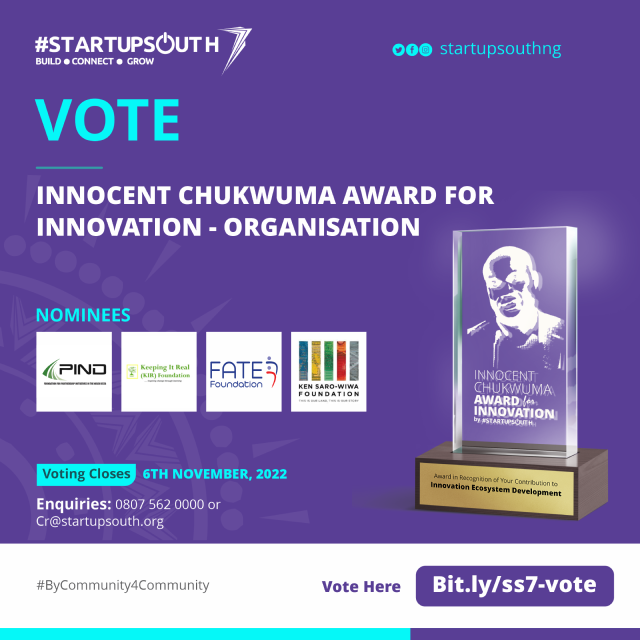 #STARTUPSOUTH
BUILD ● CONNECT ● GROW
startupsouthng
VOTE
INNOCENT CHUKWUMA AWARD FOR
INNOVATION - ORGANISATION
NOMINEES
PIND
Keeping It Real
(KIR) Foundation
FATE
Foundation
KEN SARO-WIWA
FOUNDATION
INNOCENT
CHUKWUMA
AWARD for
INNOVATION
by #STARTUPSOUTH
Award in Recognition of Your Contribution to
Innovation Ecosystem Development
Voting Closes 6TH NOVEMBER, 2022
Enquiries: 0807 562 0000 or
Cr@startupsouth.org
#ByCommunity4Community
Vote Here Bit.ly/ss7-vote